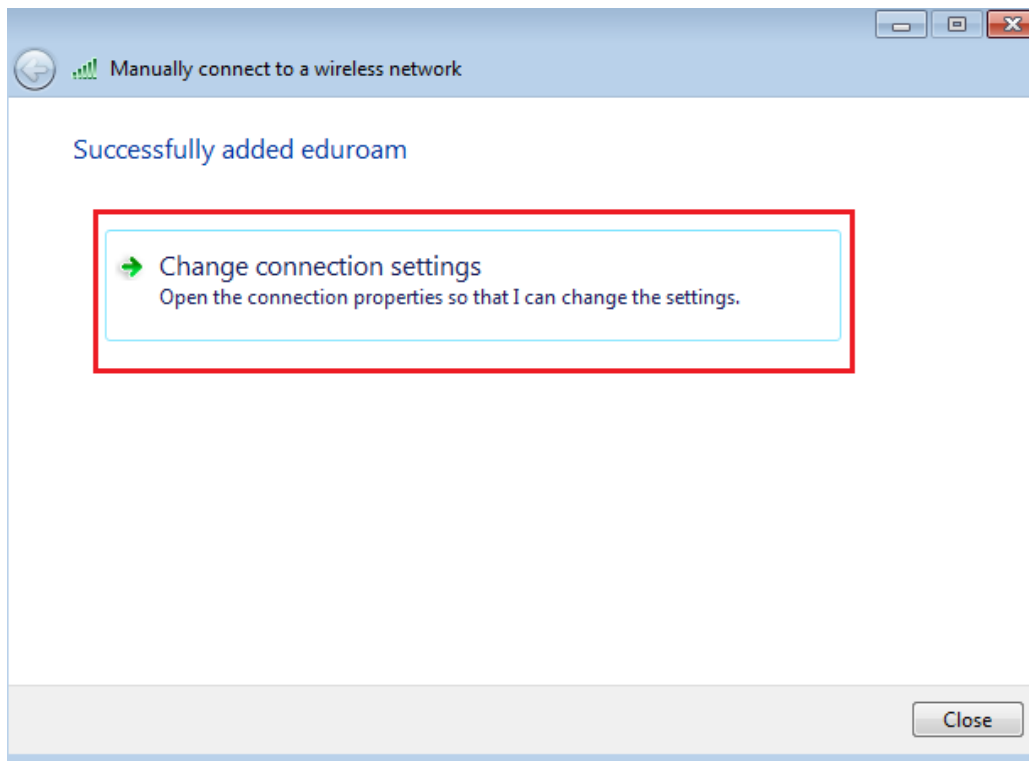 Manually connect to a wireless network
Successfully added eduroam
Change connection settings
Open the connection properties so that I can change the settings.
Close